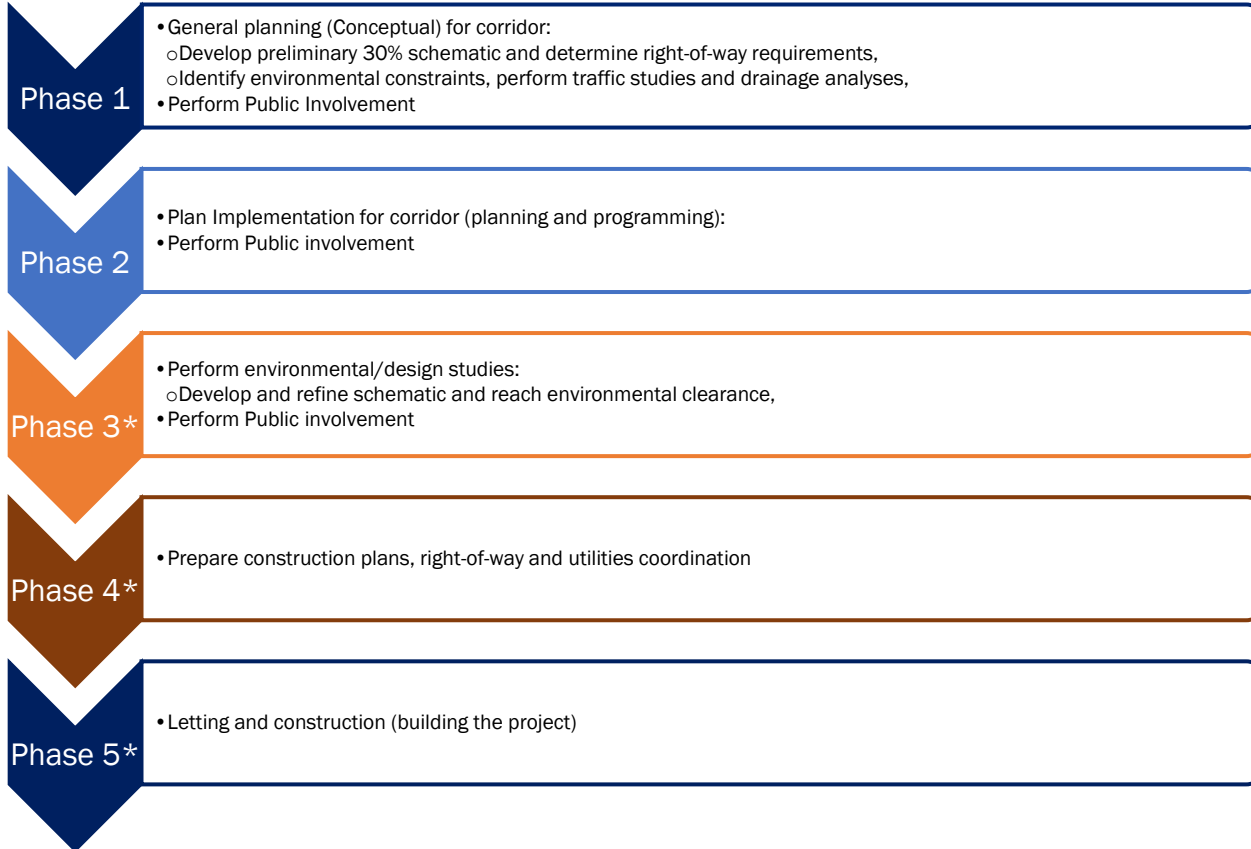 Phase 1
•General planning (Conceptual) for corridor:
oDevelop preliminary 30% schematic and determine right-of-way requirements,
oIdentify environmental constraints, perform traffic studies and drainage analyses,
•Perform Public Involvement
Phase 2
•Plan Implementation for corridor (planning and programming):
•Perform Public involvement
Phase 3*
•Perform environmental/design studies:
oDevelop and refine schematic and reach environmental clearance,
•Perform Public involvement
Phase 4*
•Prepare construction plans, right-of-way and utilities coordination
Phase 5*
•Letting and construction (building the project)